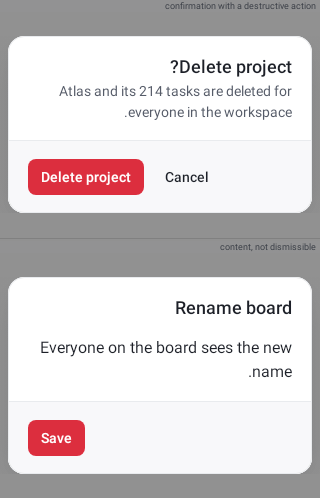 confirmation with a destructive action
?Delete project
Atlas and its 214 tasks are deleted for
.everyone in the workspace
Delete project
Cancel
content, not dismissible
Rename board
Everyone on the board sees the new
.name
Save